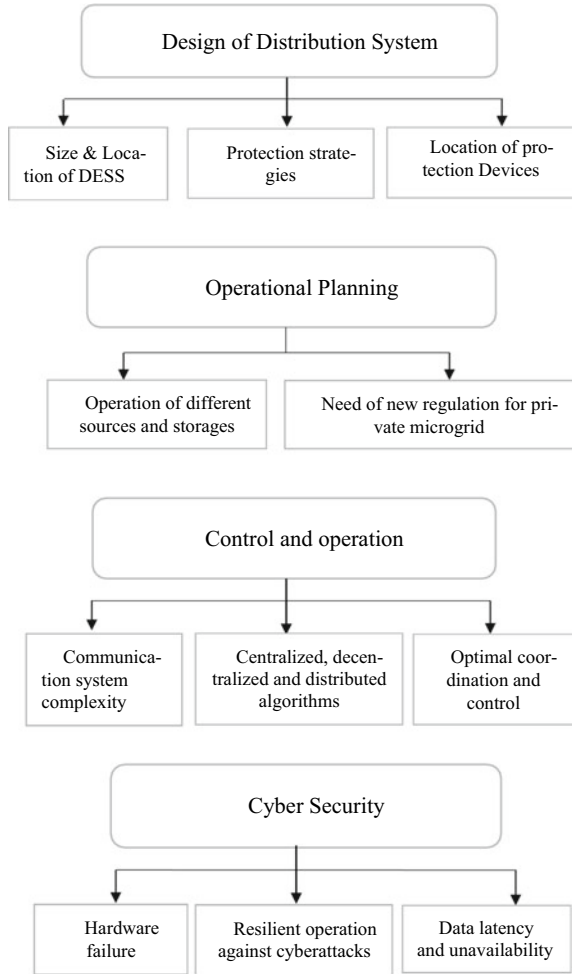 Design of Distribution System
Size & Loca-
tion of DESS
Protection strate-
gies
Location of pro-
tection Devices
Operational Planning
Operation of different
sources and storages
Need of new regulation for pri-
vate microgrid
Control and operation
Communica-
tion system
complexity
Centralized, decen-
tralized and distributed
algorithms
Optimal coor-
dination and
control
Cyber Security
Hardware
failure
Resilient operation
against cyberattacks
Data latency
and unavailability